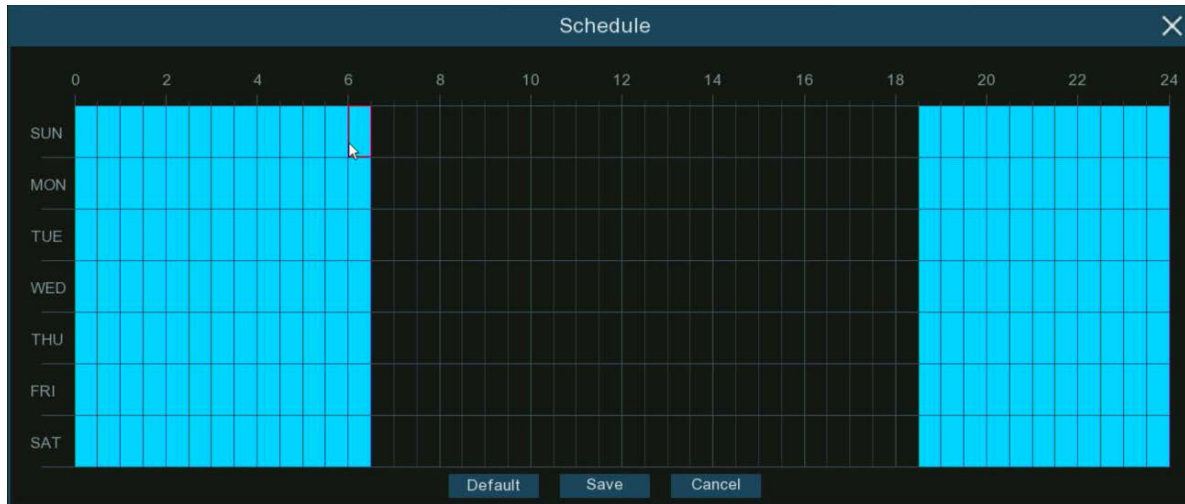 Schedule
0 2 4 6 8 10 12 14 16 18 20 22 24
SUN
MON
TUE
WED
THU
FRI
SAT
Default Save Cancel